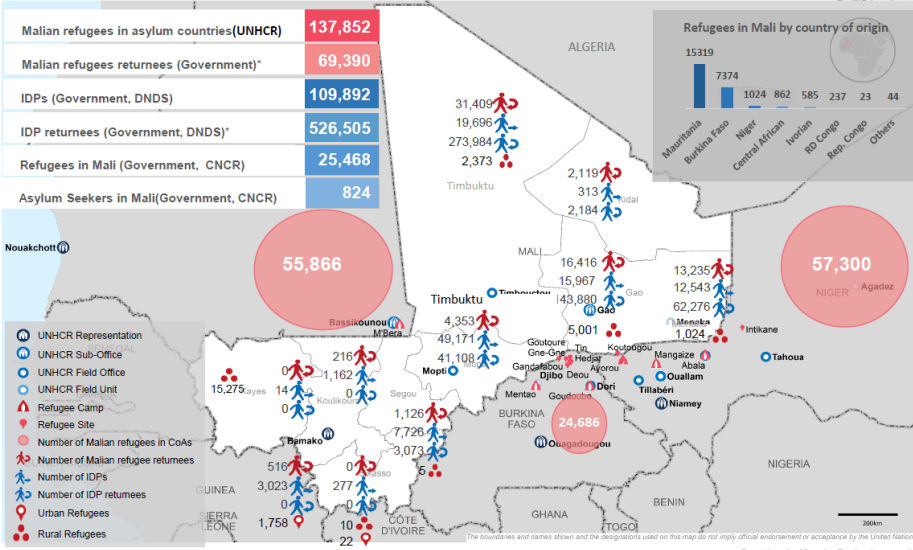 Malian refugees in asylum countries(UNHCR) 137,852
Malian refugees returnees (Government)* 69,390
IDPs (Government, DNDS) 109,892
IDP returnees (Government, DNDS)* 526,505
Refugees in Mali (Government, CNCR) 25,468
Asylum Seekers in Mali(Government, CNCR) 824
Refugees in Mali by country of origin
15319
7374
1024
862
585
237
23
44
Mauritania
Burkina Faso
Niger
Central African
Ivorian
RD Congo
Rep. Congo
Others
ALGERIA
31,409
19,696
273,984
2,373
Timbuktu
2,119
313
2,184
Kidal
Nouakchott
55,866
MALI
16,416
15,967
Gao
43,880
Gao
5,001
13,235
12,543
62,276
Menaka
1,024
57,300
NIGER
Agadez
Timbuktu
Timbouctou
4,353
49,171
41,108
Mopti
Bassikounou
M'Bera
Intikane
Goutoure
Gne-Gne
Gandafabou
Djibo
Mentao
Tin
Hedjar
Deou
Goudoubo
Koutougou
Ayorou
Dori
Mangaize
Abala
Ouallam
Tillabéri
Niamey
Tahoua
UNHCR Representation
UNHCR Sub-Office
UNHCR Field Office
UNHCR Field Unit
Refugee Camp
Refugee Site
Number of Malian refugees in CoAs
Number of Malian refugee returnees
Number of IDPs
Number of IDP returnees
Urban Refugees
Rural Refugees
SENEGAL
15,275
Kayes
0
14
0
216
1,162
0
Koulikoro
Segou
1,126
7,726
3,073
5
Bamako
516
3,023
0
1,758
0
277
0
10
22
Sikasso
BURKINA
FASO
24,686
Ouagadougou
GUINEA
SIERRA
LEONE
CÔTE
D'IVOIRE
GHANA
TOGO
BENIN
NIGERIA
200km
The boundaries and names shown and the designations used on this map do not imply official endorsement or acceptance by the United Nation